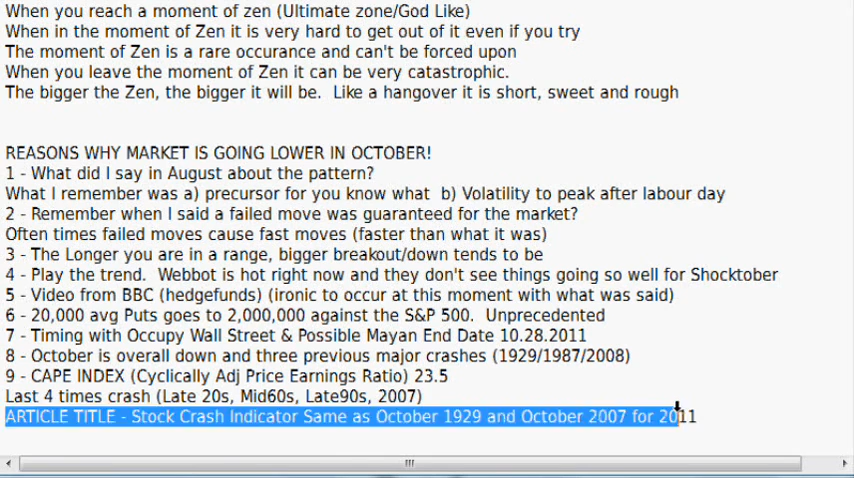 When you reach a moment of zen (Ultimate zone/God Like)
When in the moment of Zen it is very hard to get out of it even if you try
The moment of Zen is a rare occurance and can't be forced upon
When you leave the moment of Zen it can be very catastrophic.
The bigger the Zen, the bigger it will be.  Like a hangover it is short, sweet and rough
REASONS WHY MARKET IS GOING LOWER IN OCTOBER!
1 - What did I say in August about the pattern?
What I remember was a) precursor for you know what  b) Volatility to peak after labour day
2 - Remember when I said a failed move was guaranteed for the market?
Often times failed moves cause fast moves (faster than what it was)
3 - The Longer you are in a range, bigger breakout/down tends to be
4 - Play the trend.  Webbot is hot right now and they don't see things going so well for Shocktober
5 - Video from BBC (hedgefunds) (ironic to occur at this moment with what was said)
6 - 20,000 avg Puts goes to 2,000,000 against the S&P 500.  Unprecedented
7 - Timing with Occupy Wall Street & Possible Mayan End Date 10.28.2011
8 - October is overall down and three previous major crashes (1929/1987/2008)
9 - CAPE INDEX (Cyclically Adj Price Earnings Ratio) 23.5
Last 4 times crash (Late 20s, Mid60s, Late90s, 2007)
ARTICLE TITLE - Stock Crash Indicator Same as October 1929 and October 2007 for 2011